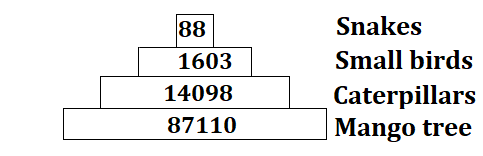 88 Snakes
1603 Small birds
14098 Caterpillars
87110 Mango tree